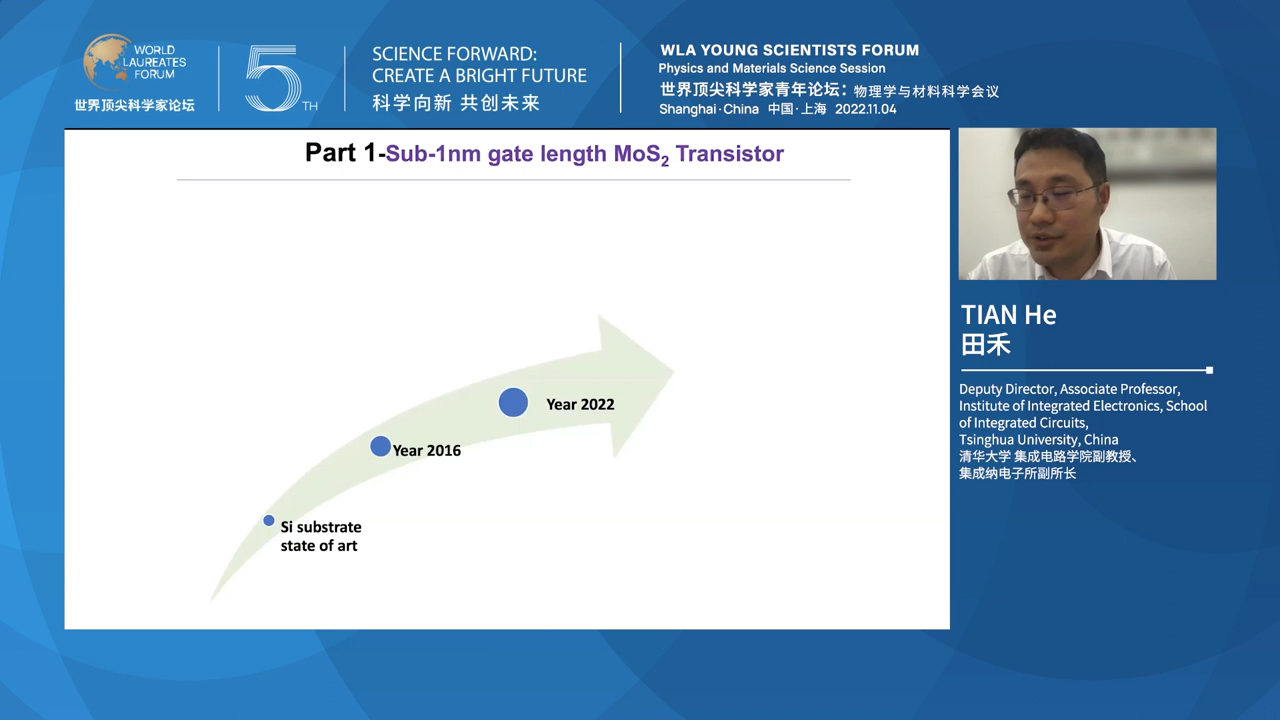 WORLD
LAUREATES
FORUM
世界顶尖科学家论坛
5TH
SCIENCE FORWARD:
CREATE A BRIGHT FUTURE
科学向新 共创未来
WLA YOUNG SCIENTISTS FORUM
Physics and Materials Science Session
世界顶尖科学家青年论坛：物理学与材料科学会议
Shanghai·China 中国·上海 2022.11.04
Part 1-Sub-1nm gate length MoS₂ Transistor
Year 2022
Year 2016
Si substrate
state of art
TIAN He
田禾
Deputy Director, Associate Professor,
Institute of Integrated Electronics, School
of Integrated Circuits,
Tsinghua University, China
清华大学 集成电路学院副教授、
集成纳电子所副所长